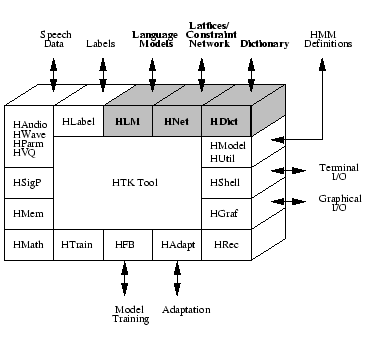 Speech
Data
Labels
Language
Models
Lattices/
Constraint
Network
Dictionary
HMM
Definitions
HAudio
HWave
HParm
HVQ
HLabel
HLM
HNet
HDict
HModel
HUtil
HSigP
HTK Tool
HShell
Terminal
I/O
HMem
HGraf
Graphical
I/O
HMath
HTrain
HFB
HAdapt
HRec
Model
Training
Adaptation